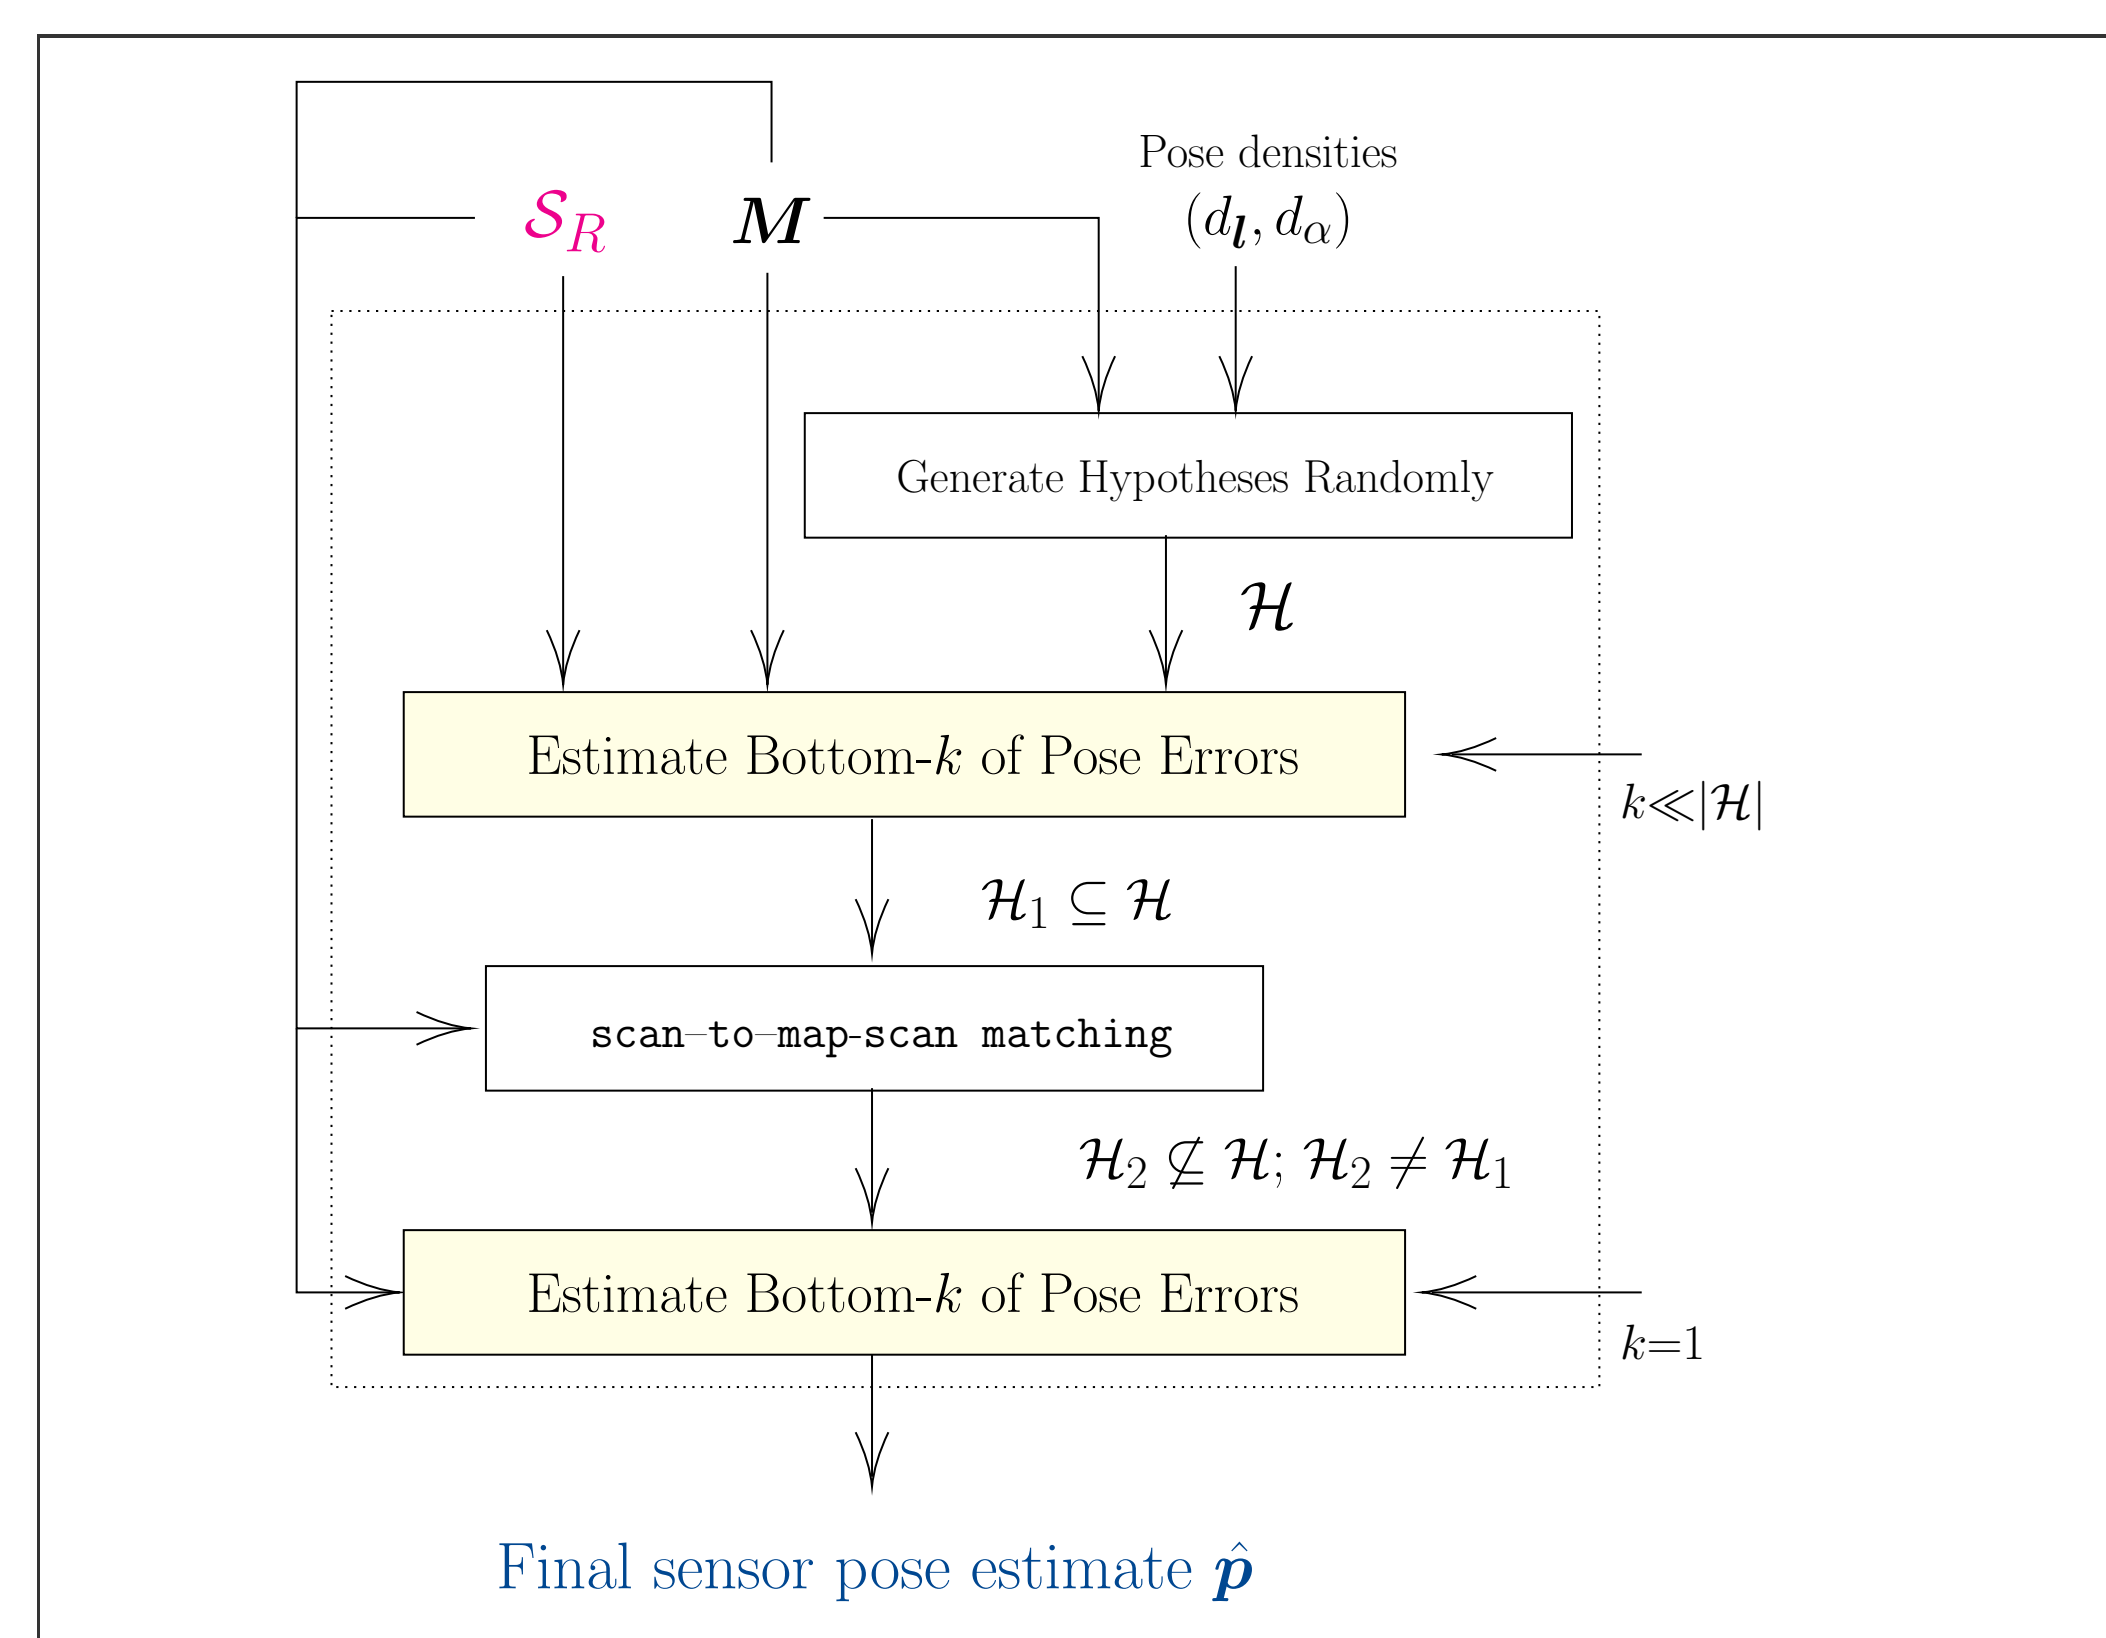 Pose densities
𝓢_R 𝑴 (d_𝒍, d_α)
Generate Hypotheses Randomly
𝓗
Estimate Bottom-k of Pose Errors
k≪|𝓗|
𝓗₁ ⊆ 𝓗
scan–to–map-scan matching
𝓗₂ ⊈ 𝓗; 𝓗₂ ≠ 𝓗₁
Estimate Bottom-k of Pose Errors
k=1
Final sensor pose estimate 𝒑̂